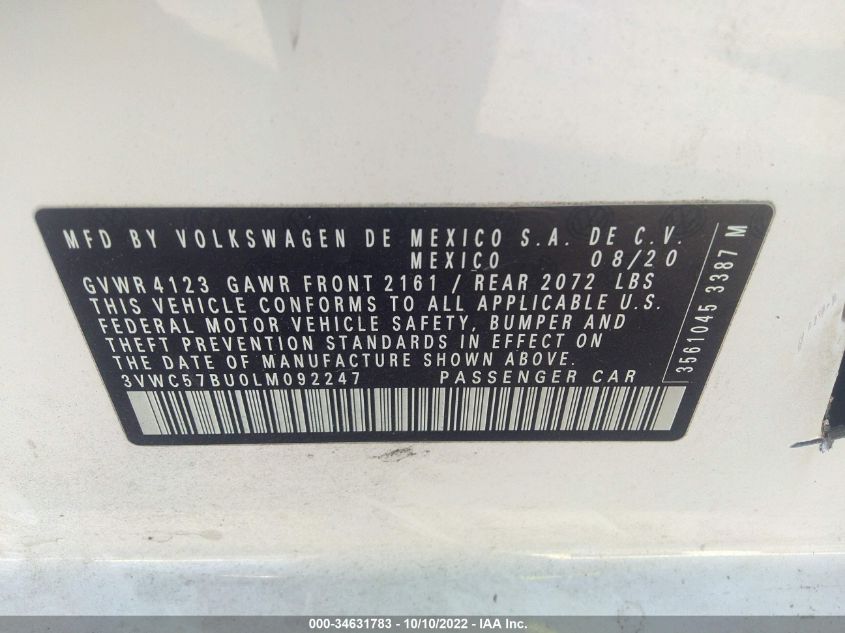 MFD BY VOLKSWAGEN DE MEXICO S.A. DE C.V.
MEXICO 08/20
GVWR 4123 GAWR FRONT 2161 / REAR 2072 LBS
THIS VEHICLE CONFORMS TO ALL APPLICABLE U.S.
FEDERAL MOTOR VEHICLE SAFETY, BUMPER AND
THEFT PREVENTION STANDARDS IN EFFECT ON
THE DATE OF MANUFACTURE SHOWN ABOVE.
3VWC57BU0LM092247 PASSENGER CAR
3561045 3387 M
000-34631783 - 10/10/2022 - IAA Inc.